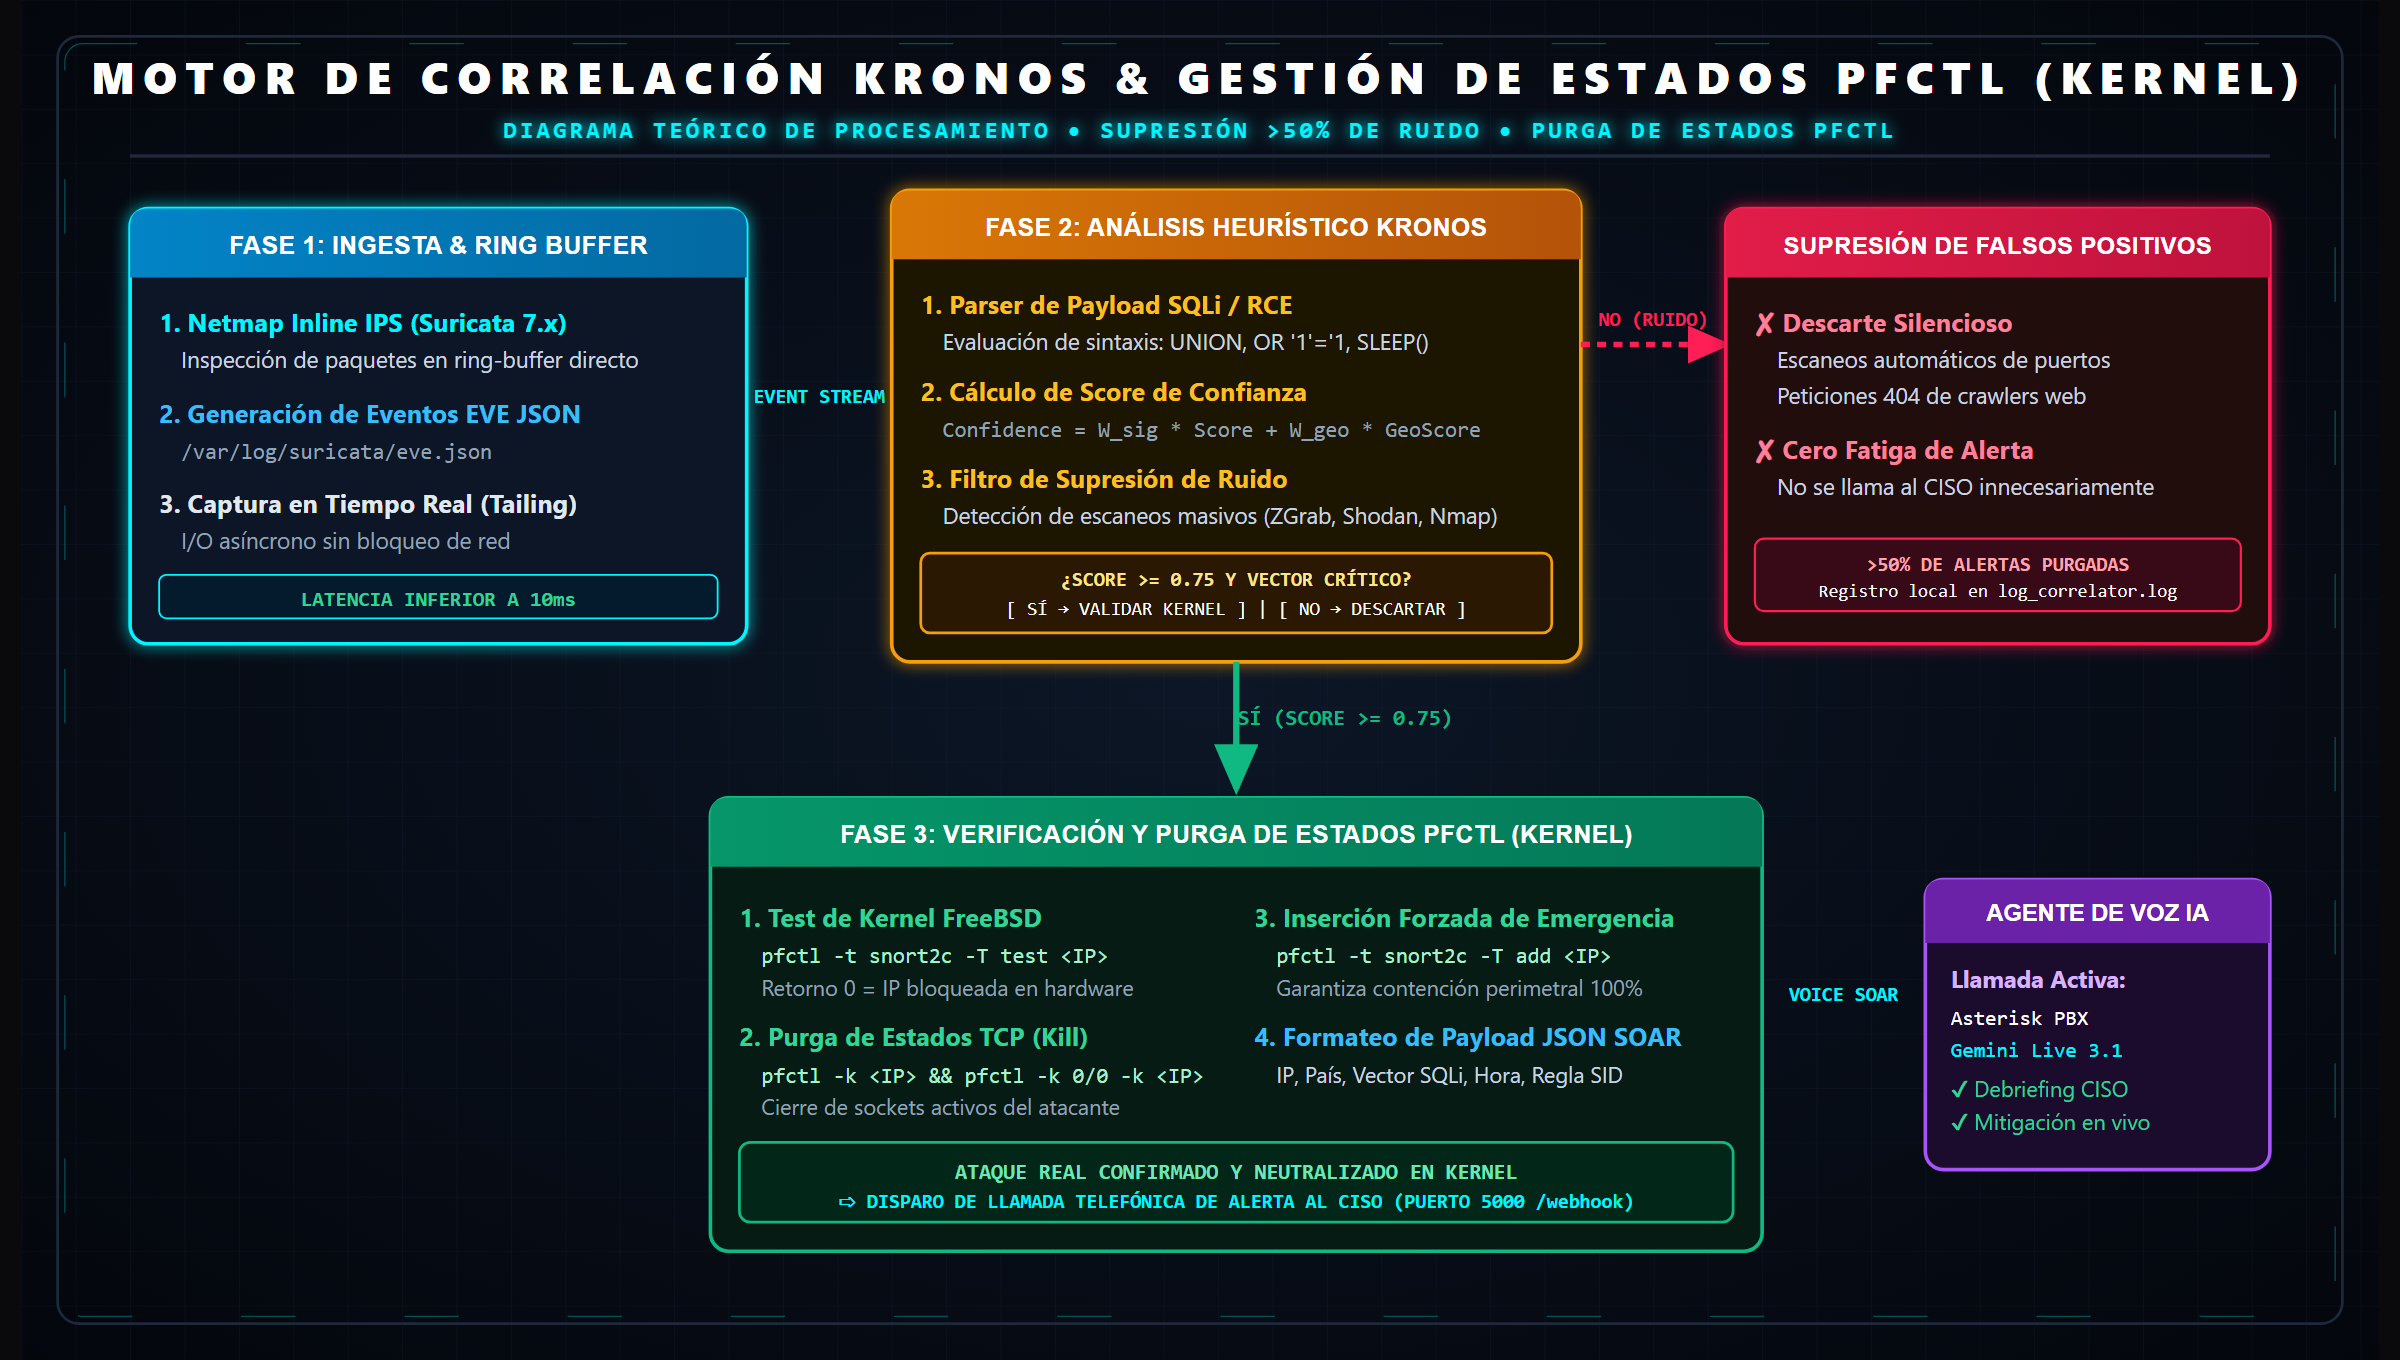 MOTOR DE CORRELACIÓN KRONOS & GESTIÓN DE ESTADOS PFCTL (KERNEL)
DIAGRAMA TEÓRICO DE PROCESAMIENTO • SUPRESIÓN >50% DE RUIDO • PURGA DE ESTADOS PFCTL
FASE 1: INGESTA & RING BUFFER
1. Netmap Inline IPS (Suricata 7.x)
Inspección de paquetes en ring-buffer directo
2. Generación de Eventos EVE JSON
/var/log/suricata/eve.json
3. Captura en Tiempo Real (Tailing)
I/O asíncrono sin bloqueo de red
LATENCIA INFERIOR A 10ms
EVENT STREAM
FASE 2: ANÁLISIS HEURÍSTICO KRONOS
1. Parser de Payload SQLi / RCE
Evaluación de sintaxis: UNION, OR '1'='1, SLEEP()
2. Cálculo de Score de Confianza
Confidence = W_sig * Score + W_geo * GeoScore
3. Filtro de Supresión de Ruido
Detección de escaneos masivos (ZGrab, Shodan, Nmap)
¿SCORE >= 0.75 Y VECTOR CRÍTICO?
[ SÍ → VALIDAR KERNEL ] | [ NO → DESCARTAR ]
NO (RUIDO)
SUPRESIÓN DE FALSOS POSITIVOS
✗ Descarte Silencioso
Escaneos automáticos de puertos
Peticiones 404 de crawlers web
✗ Cero Fatiga de Alerta
No se llama al CISO innecesariamente
>50% DE ALERTAS PURGADAS
Registro local en log_correlator.log
SÍ (SCORE >= 0.75)
FASE 3: VERIFICACIÓN Y PURGA DE ESTADOS PFCTL (KERNEL)
1. Test de Kernel FreeBSD
pfctl -t snort2c -T test <IP>
Retorno 0 = IP bloqueada en hardware
2. Purga de Estados TCP (Kill)
pfctl -k <IP> && pfctl -k 0/0 -k <IP>
Cierre de sockets activos del atacante
3. Inserción Forzada de Emergencia
pfctl -t snort2c -T add <IP>
Garantiza contención perimetral 100%
4. Formateo de Payload JSON SOAR
IP, País, Vector SQLi, Hora, Regla SID
ATAQUE REAL CONFIRMADO Y NEUTRALIZADO EN KERNEL
⇨ DISPARO DE LLAMADA TELEFÓNICA DE ALERTA AL CISO (PUERTO 5000 /webhook)
VOICE SOAR
AGENTE DE VOZ IA
Llamada Activa:
Asterisk PBX
Gemini Live 3.1
✓ Debriefing CISO
✓ Mitigación en vivo